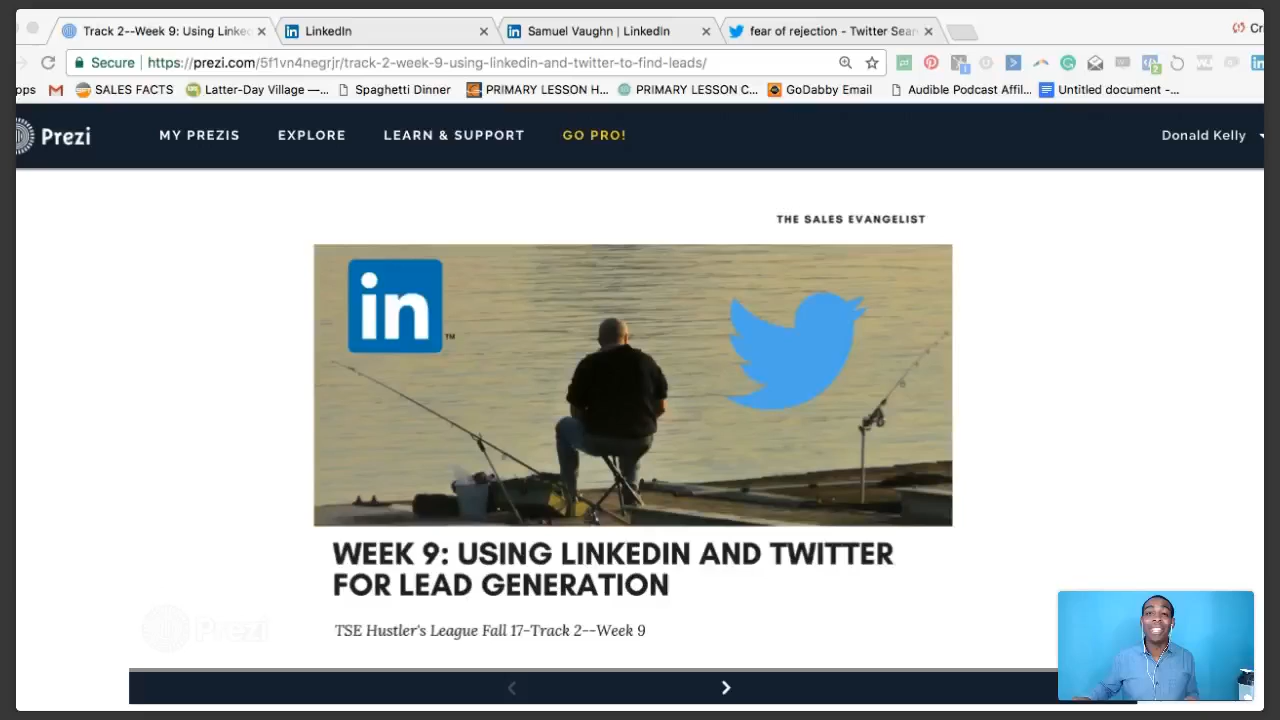 Track 2--Week 9: Using Linke
LinkedIn
Samuel Vaughn | LinkedIn
fear of rejection - Twitter Sear
Secure | https://prezi.com/5f1vn4negrjr/track-2-week-9-using-linkedin-and-twitter-to-find-leads/
SALES FACTS
Latter-Day Village —...
Spaghetti Dinner
PRIMARY LESSON H...
PRIMARY LESSON C...
GoDabby Email
Audible Podcast Affil...
Untitled document -...
Prezi
MY PREZIS
EXPLORE
LEARN & SUPPORT
GO PRO!
Donald Kelly
THE SALES EVANGELIST
in
TM
WEEK 9: USING LINKEDIN AND TWITTER
FOR LEAD GENERATION
TSE Hustler's League Fall 17-Track 2--Week 9
Prezi